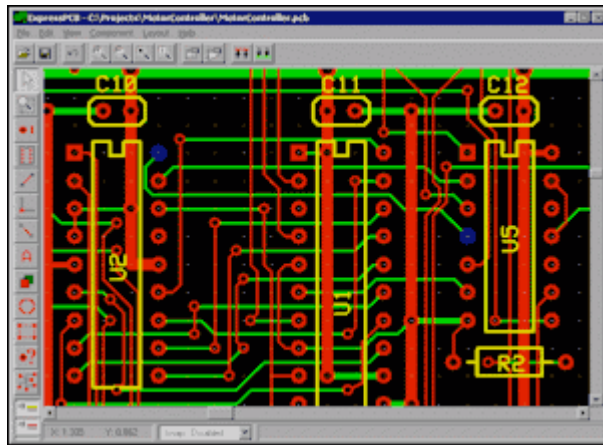 ExpressPCB - C:\Projects\MotorController\MotorController.pcb
File Edit View Component Layout Help
C10 C11 C12
U2 U1 U5
R2
X: 1.305 Y: 0.862 Snap: Disabled